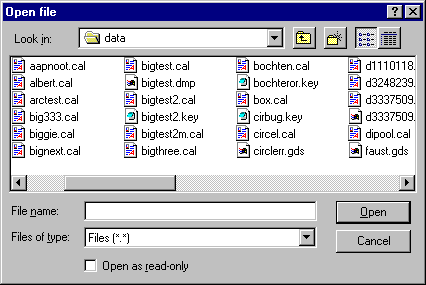 Open file
Look in: data
aapnoot.cal bigtest.cal bochten.cal d1110118.
albert.cal bigtest.dmp bochteror.key d3248239.
arctest.cal bigtest2.cal box.cal d3337509.
big333.cal bigtest2.key cirbug.key d3337509.
biggie.cal bigtest2m.cal circel.cal dipool.cal
bignext.cal bigthree.cal circlerr.gds faust.gds
File name: Open
Files of type: Files (*.*) Cancel
Open as read-only